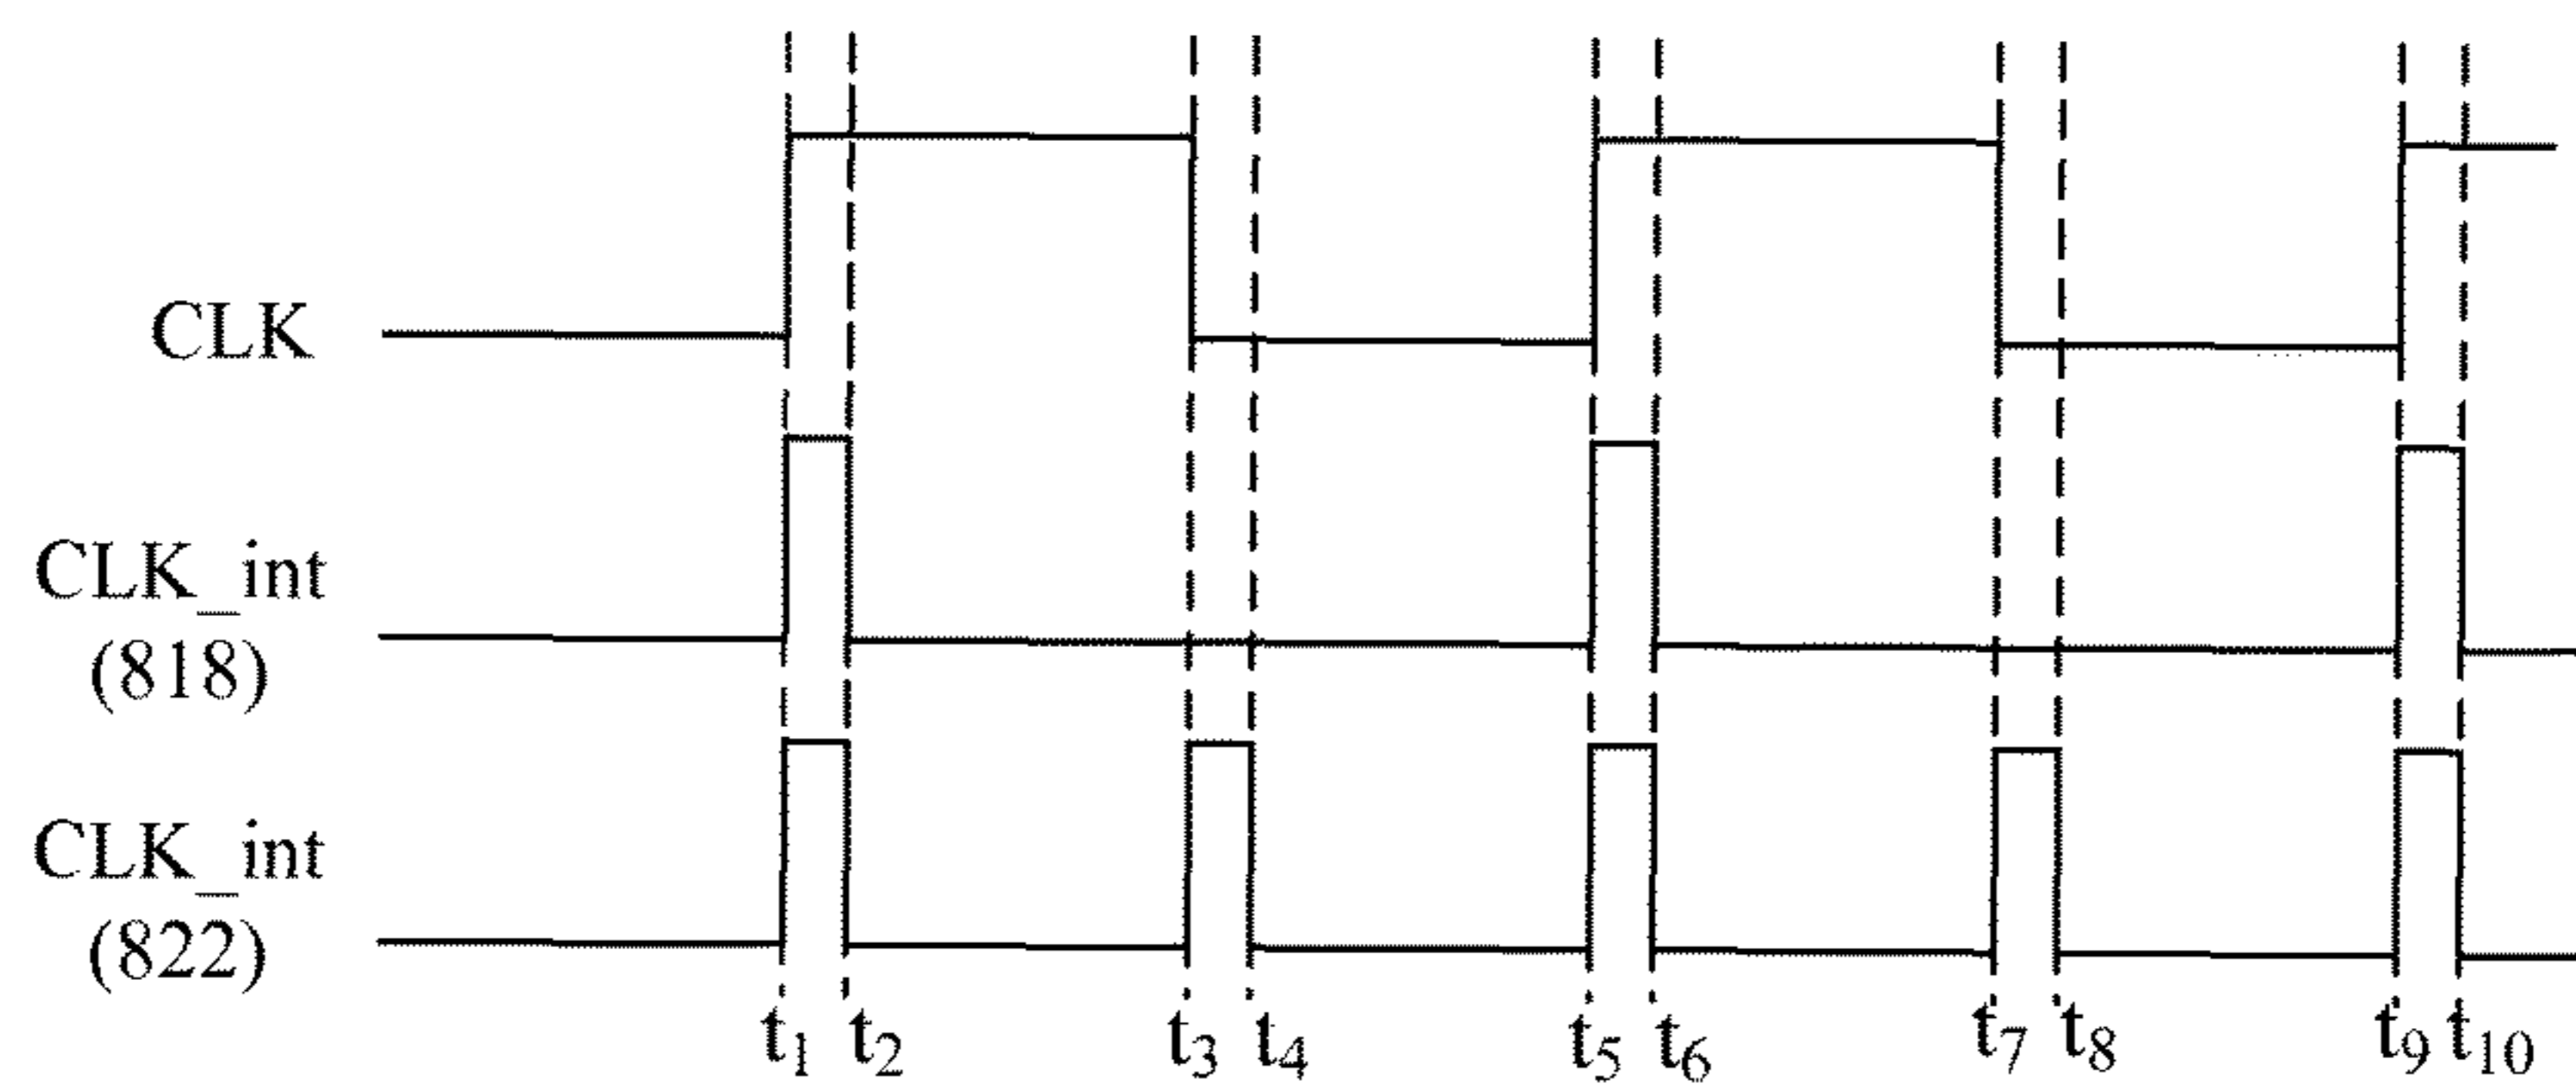 CLK
CLK_int
(818)
CLK_int
(822)
t1 t2 t3 t4 t5 t6 t7 t8 t9 t10